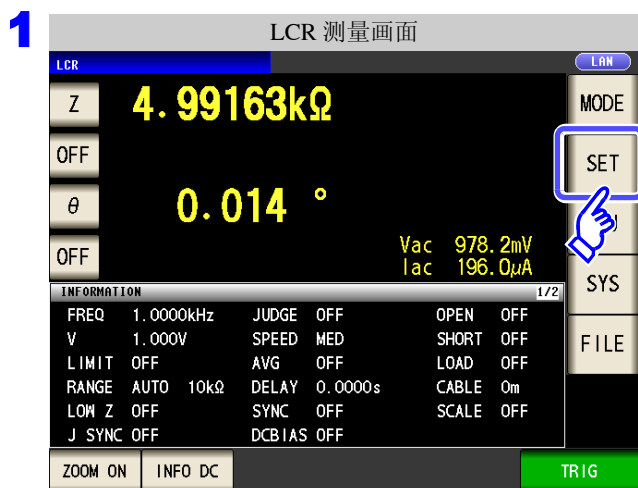 1
LCR 测量画面
LCR
LAN
Z 4.99163kΩ
MODE
OFF
SET
θ 0.014 °
OFF
Vac 978.2mV
Iac 196.0μA
SYS
INFORMATION 1/2
FREQ 1.0000kHz JUDGE OFF OPEN OFF
V 1.000V SPEED MED SHORT OFF
FILE
LIMIT OFF AVG OFF LOAD OFF
RANGE AUTO 10kΩ DELAY 0.0000s CABLE 0m
LOW Z OFF SYNC OFF SCALE OFF
J SYNC OFF DCBIAS OFF
ZOOM ON INFO DC TRIG